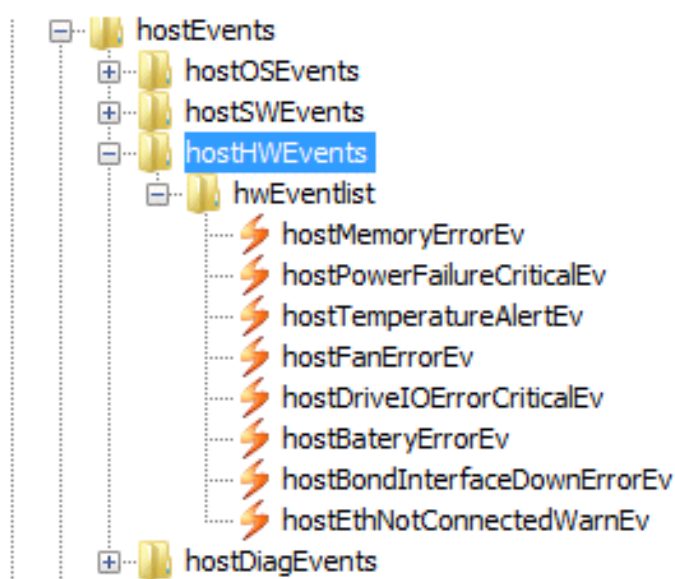 hostEvents
hostOSEvents
hostSWEvents
hostHWEvents
hwEventlist
hostMemoryErrorEv
hostPowerFailureCriticalEv
hostTemperatureAlertEv
hostFanErrorEv
hostDriveIOErrorCriticalEv
hostBateryErrorEv
hostBondInterfaceDownErrorEv
hostEthNotConnectedWarnEv
hostDiagEvents